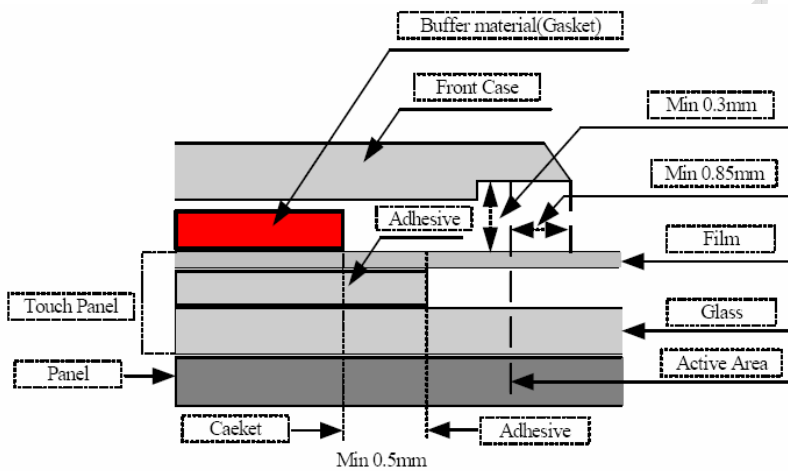 Buffer material(Gasket)
Front Case
Min 0.3mm
Min 0.85mm
Adhesive
Film
Touch Panel
Glass
Panel
Active Area
Caeket
Adhesive
Min 0.5mm